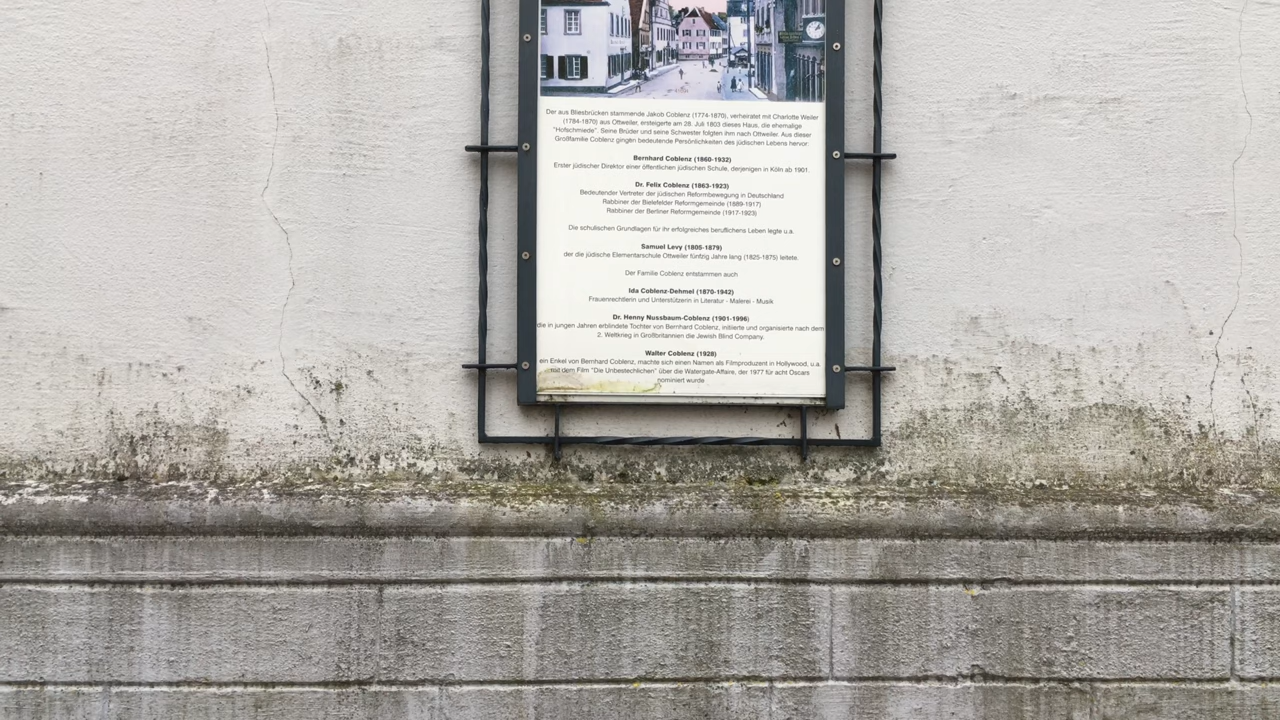 Der aus Bliesbrücken stammende Jakob Coblenz (1774-1870), verheiratet mit Charlotte Weiler
(1784-1870) aus Ottweiler, ersteigerte am 28. Juli 1803 dieses Haus, die ehemalige
"Hofschmiede". Seine Brüder und seine Schwester folgten ihm nach Ottweiler. Aus dieser
Großfamilie Coblenz gingen bedeutende Persönlichkeiten des jüdischen Lebens hervor:
Bernhard Coblenz (1860-1932)
Erster jüdischer Direktor einer öffentlichen jüdischen Schule, derjenigen in Köln ab 1901.
Dr. Felix Coblenz (1863-1923)
Bedeutender Vertreter der jüdischen Reformbewegung in Deutschland
Rabbiner der Bielefelder Reformgemeinde (1889-1917)
Rabbiner der Berliner Reformgemeinde (1917-1923)
Die schulischen Grundlagen für ihr erfolgreiches beruflichens Leben legte u.a.
Samuel Levy (1805-1879)
der die jüdische Elementarschule Ottweiler fünfzig Jahre lang (1825-1875) leitete.
Der Familie Coblenz entstammen auch
Ida Coblenz-Dehmel (1870-1942)
Frauenrechtlerin und Unterstützerin in Literatur - Malerei - Musik
Dr. Henny Nussbaum-Coblenz (1901-1996)
die in jungen Jahren erblindete Tochter von Bernhard Coblenz, initiierte und organisierte nach dem
2. Weltkrieg in Großbritannien die Jewish Blind Company.
Walter Coblenz (1928)
ein Enkel von Bernhard Coblenz, machte sich einen Namen als Filmproduzent in Hollywood, u.a.
mit dem Film "Die Unbestechlichen" über die Watergate-Affaire, der 1977 für acht Oscars
nominiert wurde